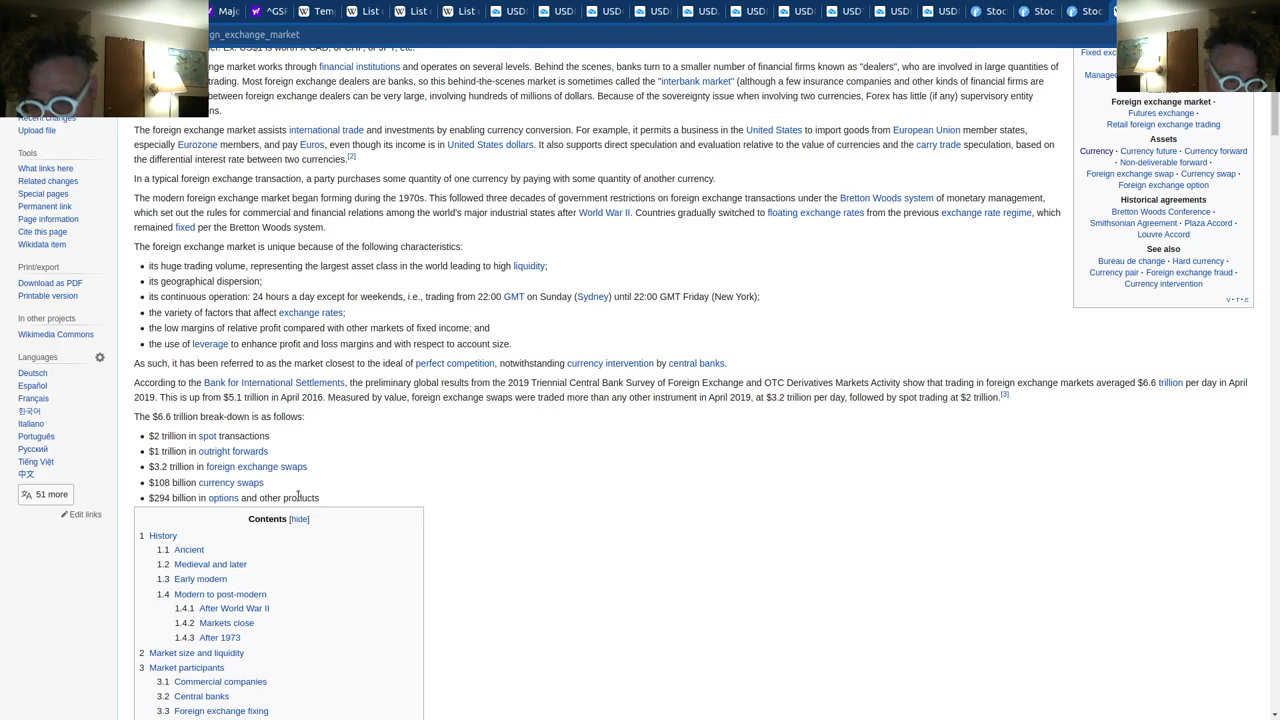 Majo
^GSF
Temp
List c
List c
List c
USD
USD
USD
USD
USD
USD
Stoc
Stoc
Stoc
gn_exchange_market
nge market works through financial institutions and operates on several levels. Behind the scenes, banks turn to a smaller number of financial firms known as "dealers", who are involved in large quantities of
trading. Most foreign exchange dealers are banks, so this behind-the-scenes market is sometimes called the "interbank market" (although a few insurance companies and other kinds of financial firms are
between foreign exchange dealers can be very large, involving hundreds of millions of dollars. Because of the sovereignty issue when involving two currencies, Forex has little (if any) supervisory entity
ns.
The foreign exchange market assists international trade and investments by enabling currency conversion. For example, it permits a business in the United States to import goods from European Union member states,
especially Eurozone members, and pay Euros, even though its income is in United States dollars. It also supports direct speculation and evaluation relative to the value of currencies and the carry trade speculation, based on
the differential interest rate between two currencies.[2]
In a typical foreign exchange transaction, a party purchases some quantity of one currency by paying with some quantity of another currency.
The modern foreign exchange market began forming during the 1970s. This followed three decades of government restrictions on foreign exchange transactions under the Bretton Woods system of monetary management,
which set out the rules for commercial and financial relations among the world's major industrial states after World War II. Countries gradually switched to floating exchange rates from the previous exchange rate regime, which
remained fixed per the Bretton Woods system.
The foreign exchange market is unique because of the following characteristics:
• its huge trading volume, representing the largest asset class in the world leading to high liquidity;
• its geographical dispersion;
• its continuous operation: 24 hours a day except for weekends, i.e., trading from 22:00 GMT on Sunday (Sydney) until 22:00 GMT Friday (New York);
• the variety of factors that affect exchange rates;
• the low margins of relative profit compared with other markets of fixed income; and
• the use of leverage to enhance profit and loss margins and with respect to account size.
As such, it has been referred to as the market closest to the ideal of perfect competition, notwithstanding currency intervention by central banks.
According to the Bank for International Settlements, the preliminary global results from the 2019 Triennial Central Bank Survey of Foreign Exchange and OTC Derivatives Markets Activity show that trading in foreign exchange markets averaged $6.6 trillion per day in April
2019. This is up from $5.1 trillion in April 2016. Measured by value, foreign exchange swaps were traded more than any other instrument in April 2019, at $3.2 trillion per day, followed by spot trading at $2 trillion.[3]
The $6.6 trillion break-down is as follows:
• $2 trillion in spot transactions
• $1 trillion in outright forwards
• $3.2 trillion in foreign exchange swaps
• $108 billion currency swaps
• $294 billion in options and other products
Contents [hide]
1 History
1.1 Ancient
1.2 Medieval and later
1.3 Early modern
1.4 Modern to post-modern
1.4.1 After World War II
1.4.2 Markets close
1.4.3 After 1973
2 Market size and liquidity
3 Market participants
3.1 Commercial companies
3.2 Central banks
3.3 Foreign exchange fixing
Recent changes
Upload file
Tools
What links here
Related changes
Special pages
Permanent link
Page information
Cite this page
Wikidata item
Print/export
Download as PDF
Printable version
In other projects
Wikimedia Commons
Languages
Deutsch
Español
Français
한국어
Italiano
Português
Русский
Tiếng Việt
中文
51 more
Edit links
Fixed exc
Managed
Foreign exchange market ·
Futures exchange ·
Retail foreign exchange trading
Assets
Currency · Currency future · Currency forward
· Non-deliverable forward ·
Foreign exchange swap · Currency swap ·
Foreign exchange option
Historical agreements
Bretton Woods Conference ·
Smithsonian Agreement · Plaza Accord ·
Louvre Accord
See also
Bureau de change · Hard currency ·
Currency pair · Foreign exchange fraud ·
Currency intervention
V · T · E